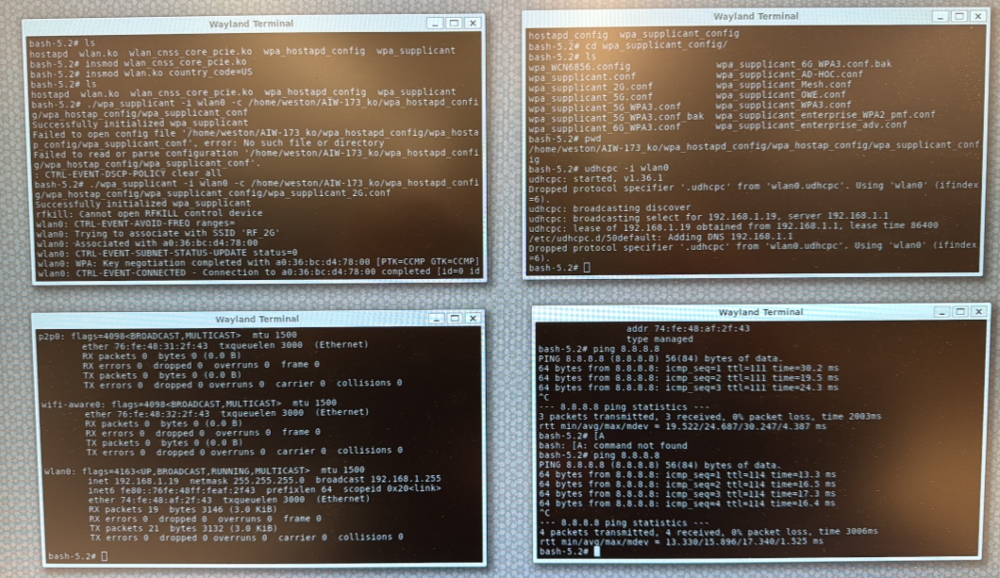 Wayland Terminal
bash-5.2# ls
hostapd  wlan.ko  wlan_cnss_core_pcie.ko  wpa_hostapd_config  wpa_supplicant
bash-5.2# insmod wlan_cnss_core_pcie.ko
bash-5.2# insmod wlan.ko country_code=US
bash-5.2# ls
hostapd  wlan.ko  wlan_cnss_core_pcie.ko  wpa_hostapd_config  wpa_supplicant
bash-5.2# ./wpa_supplicant -i wlan0 -c /home/weston/AIW-173_ko/wpa_hostapd_confi
g/wpa_hostap_config/wpa_supplicant_conf
Successfully initialized wpa_supplicant
Failed to open config file '/home/weston/AIW-173_ko/wpa_hostapd_config/wpa_hosta
p_config/wpa_supplicant_conf', error: No such file or directory
Failed to read or parse configuration '/home/weston/AIW-173_ko/wpa_hostapd_confi
g/wpa_hostap_config/wpa_supplicant_conf'.
: CTRL-EVENT-DSCP-POLICY clear_all
bash-5.2# ./wpa_supplicant -i wlan0 -c /home/weston/AIW-173_ko/wpa_hostapd_confi
g/wpa_hostap_config/wpa_supplicant_config/wpa_supplicant_2G.conf
Successfully initialized wpa_supplicant
rfkill: Cannot open RFKILL control device
wlan0: CTRL-EVENT-AVOID-FREQ ranges=
wlan0: Trying to associate with SSID 'RF_2G'
wlan0: Associated with a0:36:bc:d4:78:00
wlan0: CTRL-EVENT-SUBNET-STATUS-UPDATE status=0
wlan0: WPA: Key negotiation completed with a0:36:bc:d4:78:00 [PTK=CCMP GTK=CCMP]
wlan0: CTRL-EVENT-CONNECTED - Connection to a0:36:bc:d4:78:00 completed [id=0 id
Wayland Terminal
hostapd_config  wpa_supplicant_config
bash-5.2# cd wpa_supplicant_config/
bash-5.2# ls
wpa_WCN6856.config  wpa_supplicant_6G_WPA3.conf.bak
wpa_supplicant.conf  wpa_supplicant_AD-HOC.conf
wpa_supplicant_2G.conf  wpa_supplicant_Mesh.conf
wpa_supplicant_5G.conf  wpa_supplicant_OWE.conf
wpa_supplicant_5G_WPA3.conf  wpa_supplicant_WPA3.conf
wpa_supplicant_5G_WPA3.conf_bak  wpa_supplicant_enterprise_WPA2_pmf.conf
wpa_supplicant_6G_WPA3.conf  wpa_supplicant_enterprise_adv.conf
bash-5.2# pwd
/home/weston/AIW-173_ko/wpa_hostapd_config/wpa_hostap_config/wpa_supplicant_conf
ig
bash-5.2# udhcpc -i wlan0
udhcpc: started, v1.36.1
Dropped protocol specifier '.udhcpc' from 'wlan0.udhcpc'. Using 'wlan0' (ifindex
=6).
udhcpc: broadcasting discover
udhcpc: broadcasting select for 192.168.1.19, server 192.168.1.1
udhcpc: lease of 192.168.1.19 obtained from 192.168.1.1, lease time 86400
/etc/udhcpc.d/50default: Adding DNS 192.168.1.1
Dropped protocol specifier '.udhcpc' from 'wlan0.udhcpc'. Using 'wlan0' (ifindex
=6).
bash-5.2#
Wayland Terminal
p2p0: flags=4098<BROADCAST,MULTICAST>  mtu 1500
ether 76:fe:48:31:2f:43  txqueuelen 3000  (Ethernet)
RX packets 0  bytes 0 (0.0 B)
RX errors 0  dropped 0  overruns 0  frame 0
TX packets 0  bytes 0 (0.0 B)
TX errors 0  dropped 0 overruns 0  carrier 0  collisions 0
wifi-aware0: flags=4098<BROADCAST,MULTICAST>  mtu 1500
ether 76:fe:48:32:2f:43  txqueuelen 3000  (Ethernet)
RX packets 0  bytes 0 (0.0 B)
RX errors 0  dropped 0  overruns 0  frame 0
TX packets 0  bytes 0 (0.0 B)
TX errors 0  dropped 0 overruns 0  carrier 0  collisions 0
wlan0: flags=4163<UP,BROADCAST,RUNNING,MULTICAST>  mtu 1500
inet 192.168.1.19  netmask 255.255.255.0  broadcast 192.168.1.255
inet6 fe80::76fe:48ff:feaf:2f43  prefixlen 64  scopeid 0x20<link>
ether 74:fe:48:af:2f:43  txqueuelen 3000  (Ethernet)
RX packets 19  bytes 3146 (3.0 KiB)
RX errors 0  dropped 0  overruns 0  frame 0
TX packets 21  bytes 3132 (3.0 KiB)
TX errors 0  dropped 0 overruns 0  carrier 0  collisions 0
bash-5.2#
Wayland Terminal
addr 74:fe:48:af:2f:43
type managed
bash-5.2# ping 8.8.8.8
PING 8.8.8.8 (8.8.8.8) 56(84) bytes of data.
64 bytes from 8.8.8.8: icmp_seq=1 ttl=111 time=30.2 ms
64 bytes from 8.8.8.8: icmp_seq=2 ttl=111 time=19.5 ms
64 bytes from 8.8.8.8: icmp_seq=3 ttl=111 time=24.3 ms
^C
--- 8.8.8.8 ping statistics ---
3 packets transmitted, 3 received, 0% packet loss, time 2003ms
rtt min/avg/max/mdev = 19.522/24.687/30.247/4.387 ms
bash-5.2# [A
bash: [A: command not found
bash-5.2# ping 8.8.8.8
PING 8.8.8.8 (8.8.8.8) 56(84) bytes of data.
64 bytes from 8.8.8.8: icmp_seq=1 ttl=114 time=13.3 ms
64 bytes from 8.8.8.8: icmp_seq=2 ttl=114 time=16.5 ms
64 bytes from 8.8.8.8: icmp_seq=3 ttl=114 time=17.3 ms
64 bytes from 8.8.8.8: icmp_seq=4 ttl=114 time=16.4 ms
^C
--- 8.8.8.8 ping statistics ---
4 packets transmitted, 4 received, 0% packet loss, time 3006ms
rtt min/avg/max/mdev = 13.330/15.896/17.340/1.525 ms
bash-5.2#